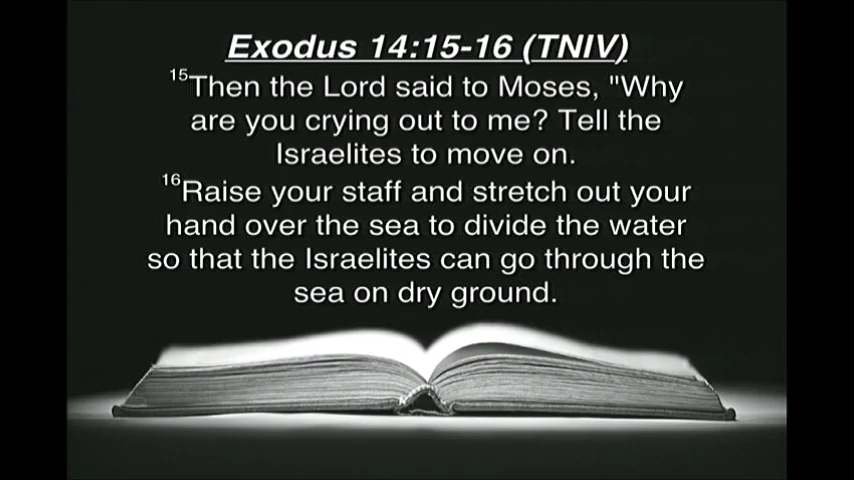 Exodus 14:15-16 (TNIV)
15Then the Lord said to Moses, "Why
are you crying out to me? Tell the
Israelites to move on.
16Raise your staff and stretch out your
hand over the sea to divide the water
so that the Israelites can go through the
sea on dry ground.